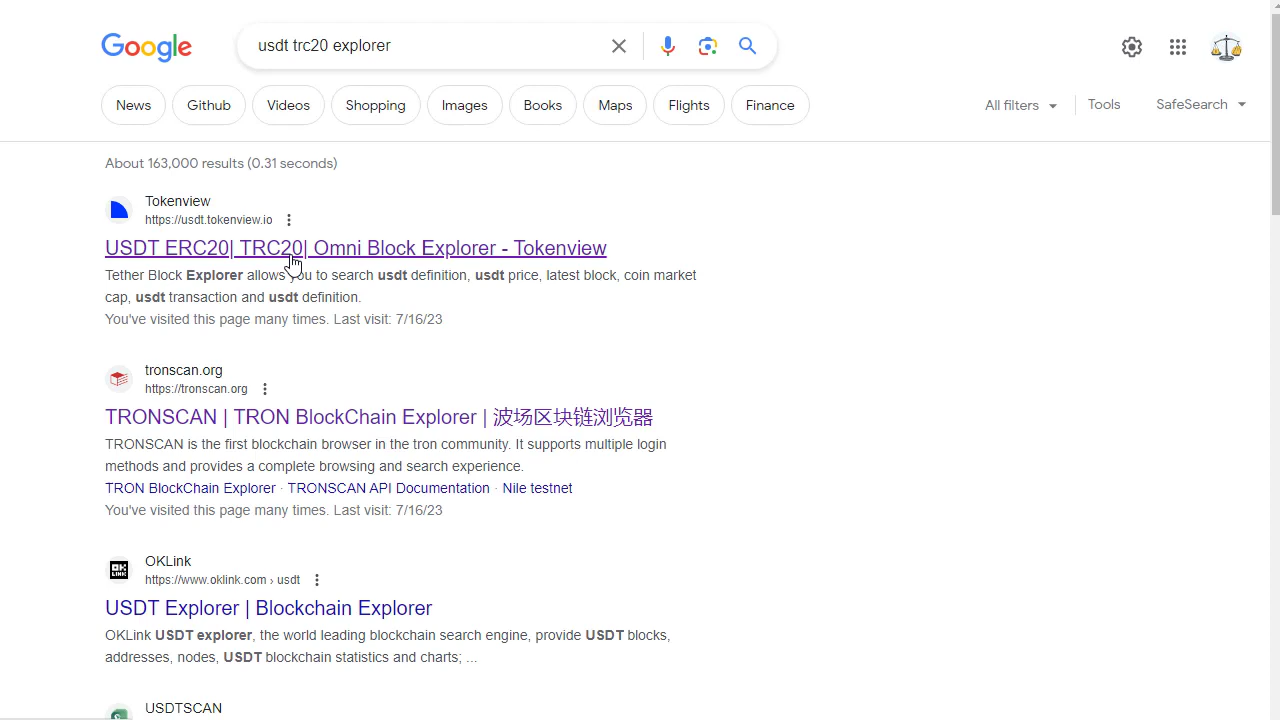 Google
usdt trc20 explorer
News Github Videos Shopping Images Books Maps Flights Finance All filters Tools SafeSearch
About 163,000 results (0.31 seconds)
Tokenview
https://usdt.tokenview.io
USDT ERC20| TRC20| Omni Block Explorer - Tokenview
Tether Block Explorer allows you to search usdt definition, usdt price, latest block, coin market
cap, usdt transaction and usdt definition.
You've visited this page many times. Last visit: 7/16/23
tronscan.org
https://tronscan.org
TRONSCAN | TRON BlockChain Explorer | 波场区块链浏览器
TRONSCAN is the first blockchain browser in the tron community. It supports multiple login
methods and provides a complete browsing and search experience.
TRON BlockChain Explorer · TRONSCAN API Documentation · Nile testnet
You've visited this page many times. Last visit: 7/16/23
OK
LINK
OKLink
https://www.oklink.com › usdt
USDT Explorer | Blockchain Explorer
OKLink USDT explorer, the world leading blockchain search engine, provide USDT blocks,
addresses, nodes, USDT blockchain statistics and charts; ...
USDTSCAN